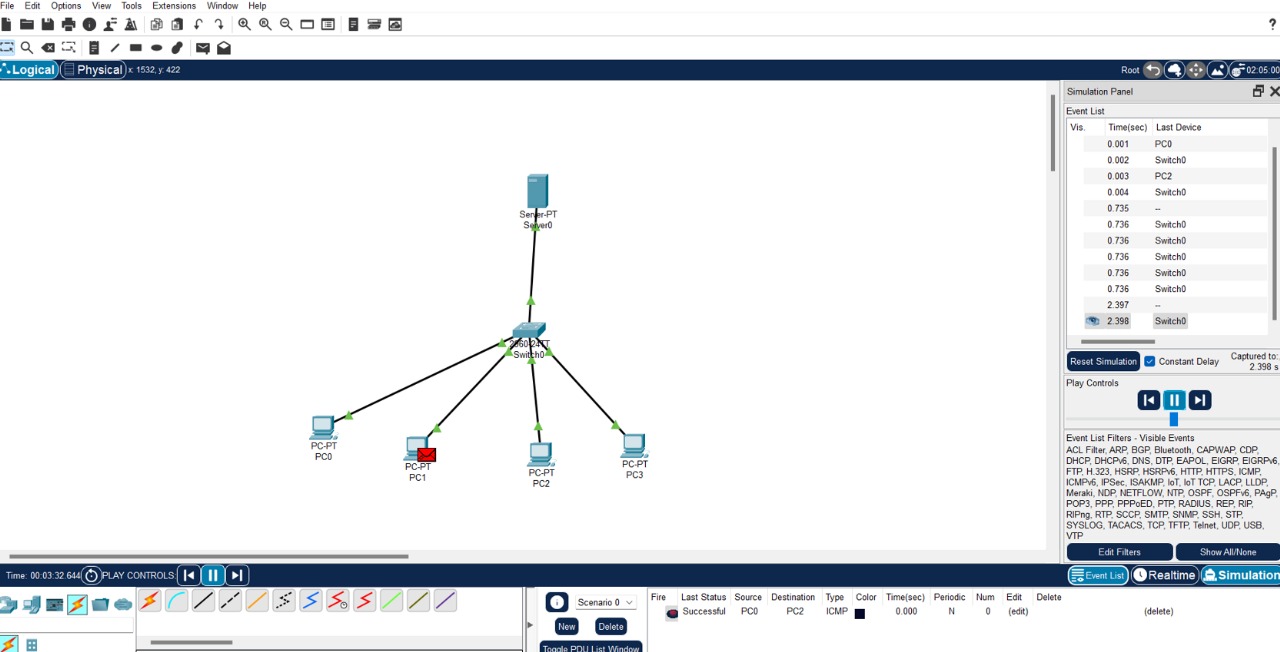 File Edit Options View Tools Extensions Window Help
?
Logical Physical x: 1532, y: 422 Root 02:05:00
Simulation Panel
Event List
Vis. Time(sec) Last Device
0.001 PC0
0.002 Switch0
0.003 PC2
0.004 Switch0
0.735 --
0.736 Switch0
0.736 Switch0
0.736 Switch0
0.736 Switch0
0.736 Switch0
2.397 --
2.398 Switch0
Reset Simulation Constant Delay Captured to:
2.398 s
Play Controls
Event List Filters - Visible Events
ACL Filter, ARP, BGP, Bluetooth, CAPWAP, CDP,
DHCP, DHCPv6, DNS, DTP, EAPOL, EIGRP, EIGRPv6,
FTP, H.323, HSRP, HSRPv6, HTTP, HTTPS, ICMP,
ICMPv6, IPSec, ISAKMP, IoT, IoT TCP, LACP, LLDP,
Meraki, NDP, NETFLOW, NTP, OSPF, OSPFv6, PAgP,
POP3, PPP, PPPoED, PTP, RADIUS, REP, RIP,
RIPng, RTP, SCCP, SMTP, SNMP, SSH, STP,
SYSLOG, TACACS, TCP, TFTP, Telnet, UDP, USB,
VTP
Edit Filters Show All/None
Server-PT
Server0
2960-24TT
Switch0
PC-PT
PC0
PC-PT
PC1
PC-PT
PC2
PC-PT
PC3
Time: 00:03:32.644 PLAY CONTROLS: Event List Realtime Simulation
Scenario 0
New Delete
Toggle PDU List Window
Fire Last Status Source Destination Type Color Time(sec) Periodic Num Edit Delete
Successful PC0 PC2 ICMP 0.000 N 0 (edit) (delete)